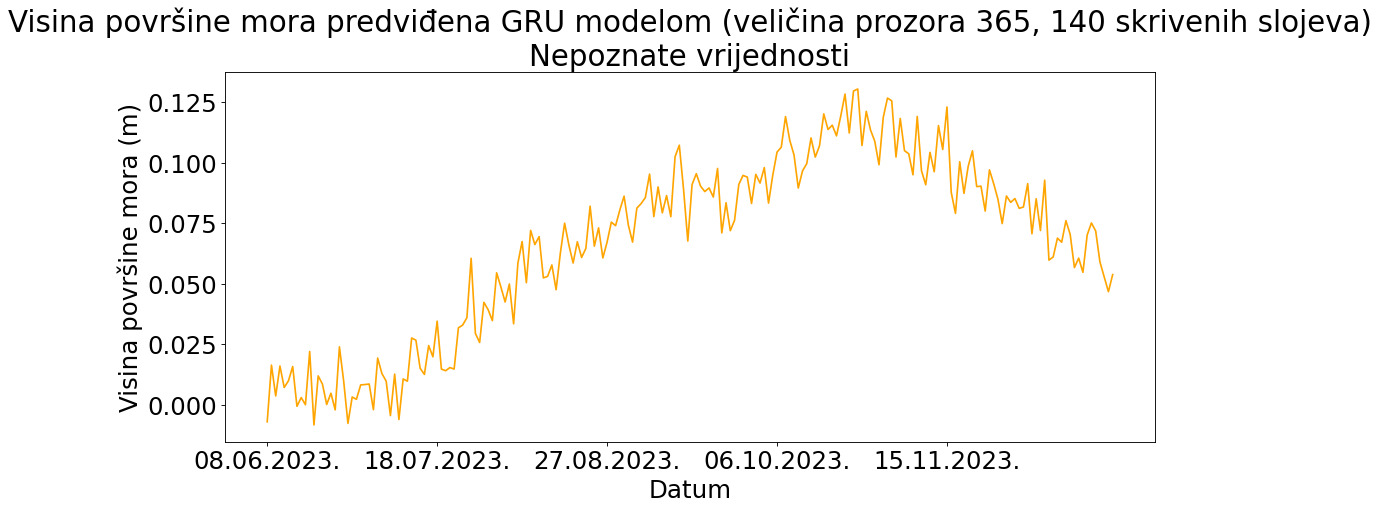 Visina površine mora predviđena GRU modelom (veličina prozora 365, 140 skrivenih slojeva)
Nepoznate vrijednosti
Visina površine mora (m)
0.125
0.100
0.075
0.050
0.025
0.000
08.06.2023. 18.07.2023. 27.08.2023. 06.10.2023. 15.11.2023.
Datum